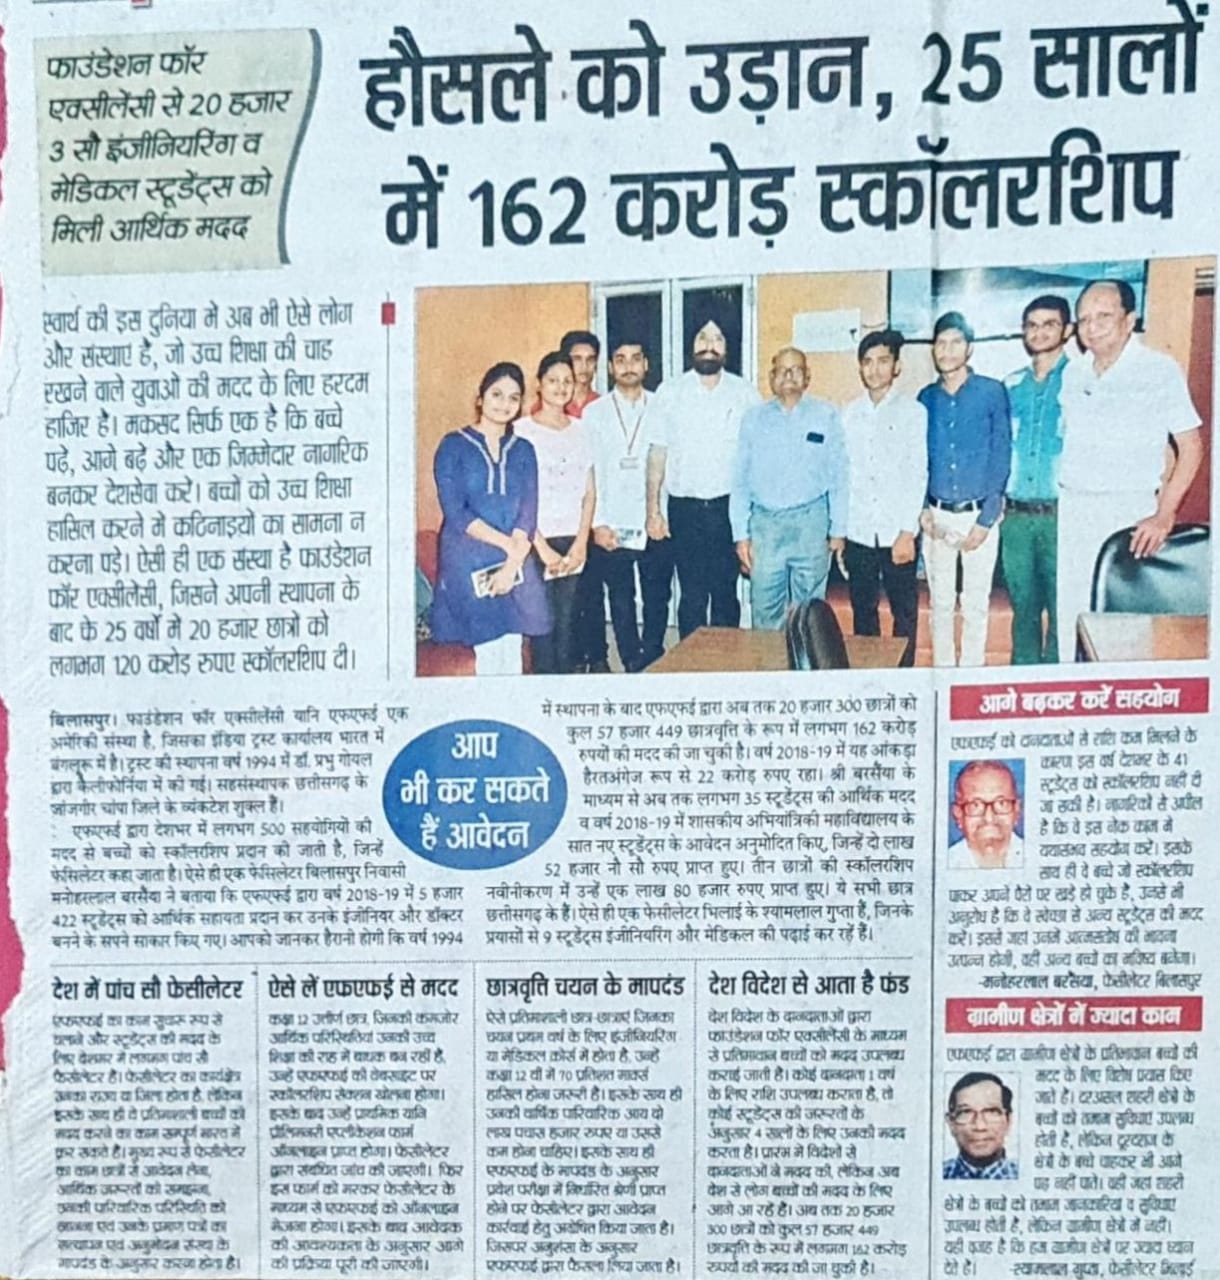 फाउंडेशन फॉर
एक्सीलेंसी से 20 हजार
3 सौ इंजीनियरिंग व
मेडिकल स्टूडेंट्स को
मिली आर्थिक मदद
हौसले को उड़ान, 25 सालों
में 162 करोड़ स्कॉलरशिप
स्वार्थ की इस दुनिया में अब भी ऐसे लोग
और संस्थाएं है, जो उच्च शिक्षा की चाह
रखने वाले युवाओं की मदद के लिए हरदम
हाजिर है। मकसद सिर्फ एक है कि बच्चे
पढ़ें, आगे बढ़ें और एक जिम्मेदार नागरिक
बनकर देशसेवा करें। बच्चों को उच्च शिक्षा
हासिल करने में कठिनाइयों का सामना न
करना पड़े। ऐसी ही एक संस्था है फाउंडेशन
फॉर एक्सीलेंसी, जिसने अपनी स्थापना के
बाद के 25 वर्षों में 20 हजार छात्रों को
लगभग 120 करोड़ रुपए स्कॉलरशिप दी।
बिलासपुर। फाउंडेशन फॉर एक्सीलेंसी यानि एफएफई एक
अमेरिकी संस्था है, जिसका इंडिया ट्रस्ट कार्यालय भारत में
बंगलुरू में है। ट्रस्ट की स्थापना वर्ष 1994 में डॉ. प्रभु गोयल
द्वारा कैलीफोर्निया में की गई। सहसंस्थापक छत्तीसगढ़ के
जांजगीर चांपा जिले के व्यंकटेश शुक्ल हैं।
एफएफई द्वारा देशभर में लगभग 500 सहयोगियों की
मदद से बच्चों को स्कॉलरशिप प्रदान की जाती है, जिन्हें
फेसिलेटर कहा जाता है। ऐसे ही एक फेसिलेटर बिलासपुर निवासी
मनोहरलाल बरसैंया ने बताया कि एफएफई द्वारा वर्ष 2018-19 में 5 हजार
422 स्टूडेंट्स को आर्थिक सहायता प्रदान कर उनके इंजीनियर और डॉक्टर
बनने के सपने साकार किए गए। आपको जानकर हैरानी होगी कि वर्ष 1994
आप
भी कर सकते
हैं आवेदन
में स्थापना के बाद एफएफई द्वारा अब तक 20 हजार 300 छात्रों को
कुल 57 हजार 449 छात्रवृत्ति के रूप में लगभग 162 करोड़
रुपयों की मदद की जा चुकी है। वर्ष 2018-19 में यह आंकड़ा
हैरतअंगेज रूप से 22 करोड़ रुपए रहा। श्री बरसैंया के
माध्यम से अब तक लगभग 35 स्टूडेंट्स की आर्थिक मदद
व वर्ष 2018-19 में शासकीय अभियांत्रिकी महाविद्यालय के
सात नए स्टूडेंट्स के आवेदन अनुमोदित किए, जिन्हें दो लाख
52 हजार नौ सौ रुपए प्राप्त हुए। तीन छात्रों की स्कॉलरशिप
नवीनीकरण में उन्हें एक लाख 80 हजार रुपए प्राप्त हुए। ये सभी छात्र
छत्तीसगढ़ के हैं। ऐसे ही एक फेसीलेटर भिलाई के श्यामलाल गुप्ता हैं, जिनके
प्रयासों से 9 स्टूडेंट्स इंजीनियरिंग और मेडिकल की पढ़ाई कर रहें हैं।
आगे बढ़कर करें सहयोग
एफएफई को दानदाताओं से राशि कम मिलने के
कारण इस वर्ष देशभर के 41
स्टूडेंट्स को स्कॉलरशिप नहीं दी
जा सकी है। नागरिकों से अपील
है कि वे इस नेक काम में
यथासंभव सहयोग करें। इसके
साथ ही वे बच्चे जो स्कॉलरशिप
पाकर अपने पैरों पर खड़े हो चुके है, उनसे भी
अनुरोध है कि वे स्वेच्छा से अन्य स्टूडेंट्स की मदद
करें। इससे जहां उनमें आत्मसंतोष की भावना
उत्पन्न होगी, वहीं अन्य बच्चों का भविष्य बनेगा।
-मनोहरलाल बरसैंया, फेसीलेटर बिलासपुर
देश में पांच सौ फेसीलेटर
एफएफई का काम सुचारू रूप से
चलाने और स्टूडेंट्स की मदद के
लिए देशभर में लगभग पांच सौ
फेसीलेटर है। फेसीलेटर का कार्यक्षेत्र
उनका राज्य या जिला होता है, लेकिन
इसके साथ ही वे प्रतिभाशाली बच्चों की
मदद करने का काम सम्पूर्ण भारत में
कर सकते है। मुख्य रूप से फेसीलेटर
का काम छात्रों से आवेदन लेना,
आर्थिक जरूरतों को समझना,
उनकी पारिवारिक परिस्थिति को
जानना एवं उनके प्रमाण पत्रों का
सत्यापन एवं अनुमोदन संस्था के
मापदंड के अनुसार करना होता है।
ऐसे लें एफएफई से मदद
कक्षा 12 उत्तीर्ण छात्र, जिनकी कमजोर
आर्थिक परिस्थितियां उनकी उच्च
शिक्षा की राह में बाधक बन रही है,
उन्हें एफएफई की वेबसाइट पर
स्कॉलरशिप सेक्शन खोलना होगा।
इसके बाद उन्हें प्राथमिक यानि
प्रीलिमनरी एप्लीकेशन फार्म
ऑनलाइन प्राप्त होगा। फेसीलेटर
द्वारा संबंधित जांच की जाएगी। फिर
इस फार्म को भरकर फेसीलेटर के
माध्यम से एफएफई को ऑनलाइन
भेजना होगा। इसके बाद आवेदक
की आवश्यकता के अनुसार आगे
की प्रक्रिया पूरी की जाएगी।
छात्रवृत्ति चयन के मापदंड
ऐसे प्रतिभाशाली छात्र-छात्राएं जिनका
चयन प्रथम वर्ष के लिए इंजीनियरिंग
या मेडिकल कोर्स में होता है, उन्हें
कक्षा 12 वीं में 70 प्रतिशत मार्क्स
हासिल होना जरूरी है। इसके साथ ही
उनकी वार्षिक पारिवारिक आय दो
लाख पचास हजार रुपए या उससे
कम होना चाहिए। इसके साथ ही
एफएफई के मापदंड के अनुसार
प्रवेश परीक्षा में निर्धारित श्रेणी प्राप्त
होने पर फेसीलेटर द्वारा आवेदन
कार्रवाई हेतु अग्रेषित किया जाता है।
जिसपर अनुशंसा के अनुसार
एफएफई द्वारा फैसला लिया जाता है।
देश विदेश से आता है फंड
देश विदेश के दानदाताओं द्वारा
फाउंडेशन फॉर एक्सीलेंसी के माध्यम
से प्रतिभावान बच्चों को मदद उपलब्ध
कराई जाती है। कोई दानदाता 1 वर्ष
के लिए राशि उपलब्ध कराता है, तो
कोई स्टूडेंट्स की जरूरतों के
अनुसार 4 सालों के लिए उनकी मदद
करता है। प्रारंभ में विदेशों से
दानदाताओं ने मदद की, लेकिन अब
देश से लोग बच्चों की मदद के लिए
आगे आ रहे हैं। अब तक 20 हजार
300 छात्रों को कुल 57 हजार 449
छात्रवृत्ति के रूप में लगभग 162 करोड़
रुपयों की मदद की जा चुकी है।
ग्रामीण क्षेत्रों में ज्यादा काम
एफएफई द्वारा ग्रामीण क्षेत्रों के प्रतिभावान बच्चों की
मदद के लिए विशेष प्रयास किए
जाते है। दरअसल शहरी क्षेत्रों के
बच्चों को तमाम सुविधाएं उपलब्ध
होती है, लेकिन दूरदराज के
क्षेत्रों के बच्चे चाहकर भी आगे
पढ़ नहीं पाते। वहीं जहां शहरी
क्षेत्रों के बच्चों को तमाम जानकारियां व सुविधाएं
उपलब्ध होती है, लेकिन ग्रामीण क्षेत्रों में नहीं।
यही वजह है कि हम ग्रामीण क्षेत्रों पर ज्यादा ध्यान
देते है। -श्यामलाल गुप्ता, फेसीलेटर भिलाई